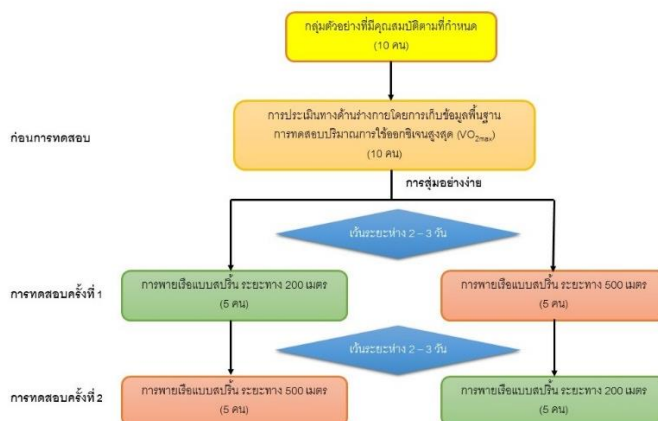 กลุ่มตัวอย่างที่มีคุณสมบัติตามที่กำหนด
(10 คน)
ก่อนการทดสอบ
การประเมินทางด้านร่างกายโดยการเก็บข้อมูลพื้นฐาน
การทดสอบปริมาณการใช้ออกซิเจนสูงสุด (VO2max)
(10 คน)
การสุ่มอย่างง่าย
เว้นระยะห่าง 2 – 3 วัน
การทดสอบครั้งที่ 1
การพายเรือแบบสปริ้น ระยะทาง 200 เมตร
(5 คน)
การพายเรือแบบสปริ้น ระยะทาง 500 เมตร
(5 คน)
เว้นระยะห่าง 2 – 3 วัน
การทดสอบครั้งที่ 2
การพายเรือแบบสปริ้น ระยะทาง 500 เมตร
(5 คน)
การพายเรือแบบสปริ้น ระยะทาง 200 เมตร
(5 คน)